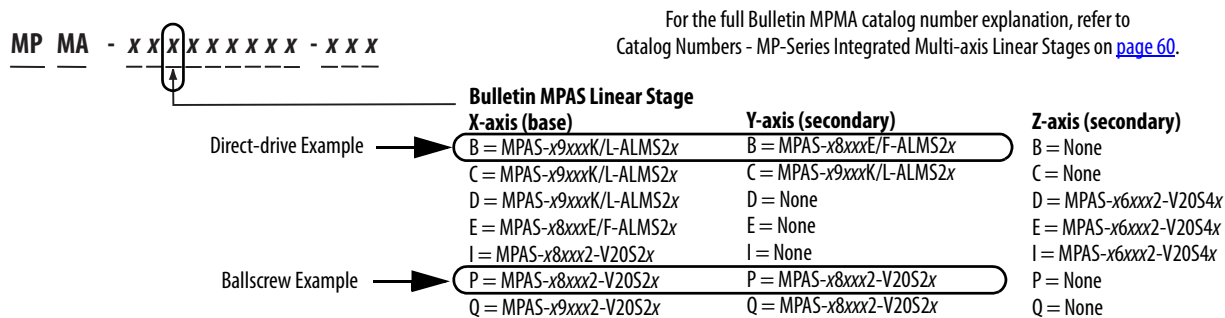 For the full Bulletin MPMA catalog number explanation, refer to
Catalog Numbers - MP-Series Integrated Multi-axis Linear Stages on page 60.
MP MA - x x x x x x x x x - x x x
Bulletin MPAS Linear Stage
X-axis (base) Y-axis (secondary) Z-axis (secondary)
Direct-drive Example B = MPAS-x9xxxK/L-ALMS2x B = MPAS-x8xxxE/F-ALMS2x B = None
C = MPAS-x9xxxK/L-ALMS2x C = MPAS-x9xxxK/L-ALMS2x C = None
D = MPAS-x9xxxK/L-ALMS2x D = None D = MPAS-x6xxx2-V20S4x
E = MPAS-x8xxxE/F-ALMS2x E = None E = MPAS-x6xxx2-V20S4x
I = MPAS-x8xxx2-V20S2x I = None I = MPAS-x6xxx2-V20S4x
Ballscrew Example P = MPAS-x8xxx2-V20S2x P = MPAS-x8xxx2-V20S2x P = None
Q = MPAS-x9xxx2-V20S2x Q = MPAS-x8xxx2-V20S2x Q = None